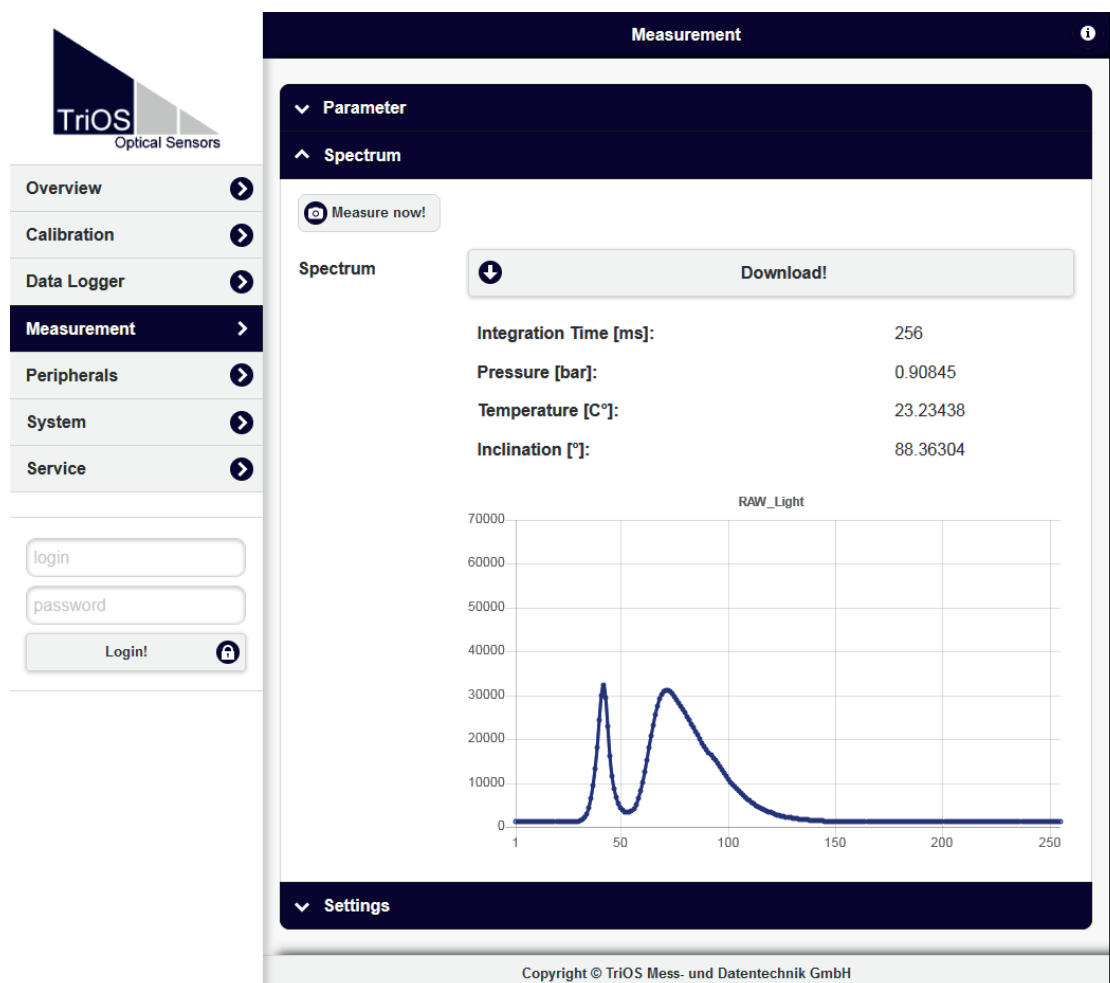 TriOS
Optical Sensors
Overview
Calibration
Data Logger
Measurement
Peripherals
System
Service
login
password
Login!
Measurement
Parameter
Spectrum
Measure now!
Spectrum
Download!
Integration Time [ms]: 256
Pressure [bar]: 0.90845
Temperature [C°]: 23.23438
Inclination [°]: 88.36304
RAW_Light
70000
60000
50000
40000
30000
20000
10000
0
1 50 100 150 200 250
Settings
Copyright © TriOS Mess- und Datentechnik GmbH